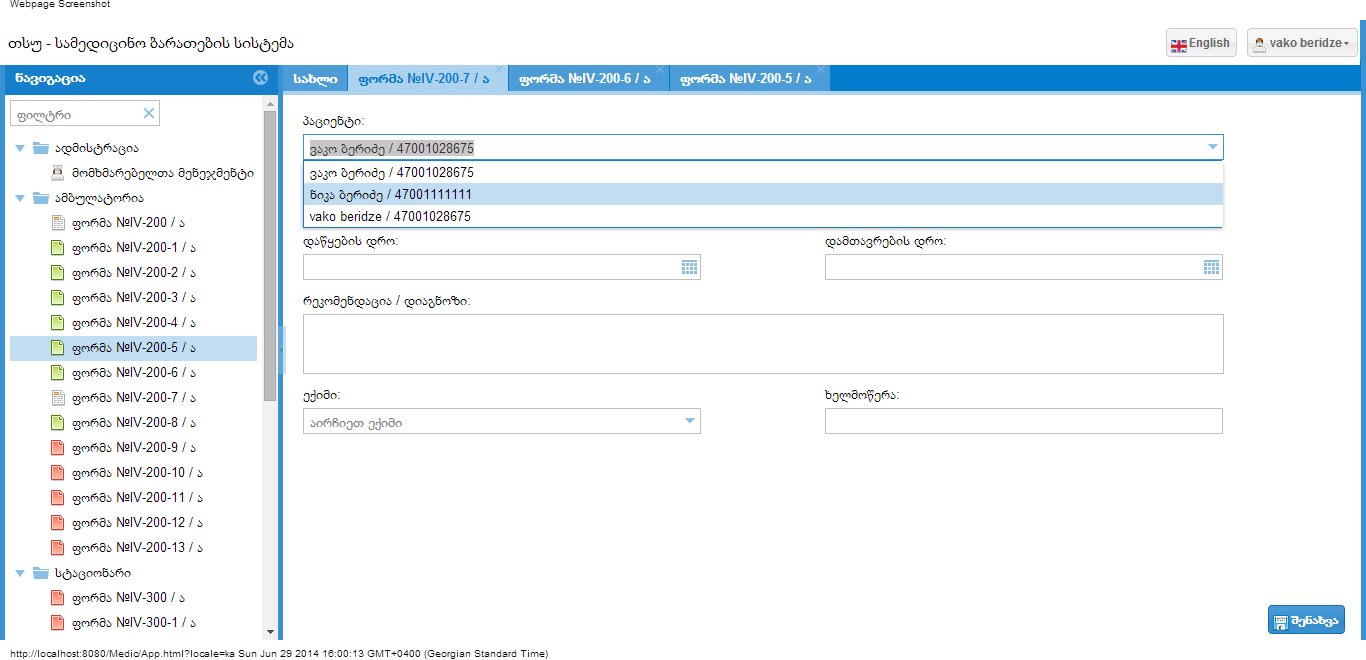 Webpage Screenshot
თსუ - სამედიცინო ბარათების სისტემა
English
vako beridze
ნავიგაცია
სახლი
ფორმა №IV-200-7 / ა
ფორმა №IV-200-6 / ა
ფორმა №IV-200-5 / ა
ფილტრი
ადმისტრაცია
მომხმარებელთა მენეჯმენტი
ამბულატორია
ფორმა №IV-200 / ა
ფორმა №IV-200-1 / ა
ფორმა №IV-200-2 / ა
ფორმა №IV-200-3 / ა
ფორმა №IV-200-4 / ა
ფორმა №IV-200-5 / ა
ფორმა №IV-200-6 / ა
ფორმა №IV-200-7 / ა
ფორმა №IV-200-8 / ა
ფორმა №IV-200-9 / ა
ფორმა №IV-200-10 / ა
ფორმა №IV-200-11 / ა
ფორმა №IV-200-12 / ა
ფორმა №IV-200-13 / ა
სტაციონარი
ფორმა №IV-300 / ა
ფორმა №IV-300-1 / ა
პაციენტი:
ვაკო ბერიძე / 47001028675
ვაკო ბერიძე / 47001028675
ნიკა ბერიძე / 47001111111
vako beridze / 47001028675
დაწყების დრო:
დამთავრების დრო:
რეკომენდაცია / დიაგნოზი:
ექიმი:
ხელმოწერა:
აირჩიეთ ექიმი
შენახვა
http://localhost:8080/Medic/App.html?locale=ka Sun Jun 29 2014 16:00:13 GMT+0400 (Georgian Standard Time)